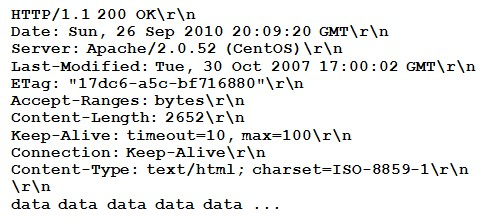 HTTP/1.1 200 OK\r\n
Date: Sun, 26 Sep 2010 20:09:20 GMT\r\n
Server: Apache/2.0.52 (CentOS)\r\n
Last-Modified: Tue, 30 Oct 2007 17:00:02 GMT\r\n
ETag: "17dc6-a5c-bf716880"\r\n
Accept-Ranges: bytes\r\n
Content-Length: 2652\r\n
Keep-Alive: timeout=10, max=100\r\n
Connection: Keep-Alive\r\n
Content-Type: text/html; charset=ISO-8859-1\r\n
\r\n
data data data data data ...